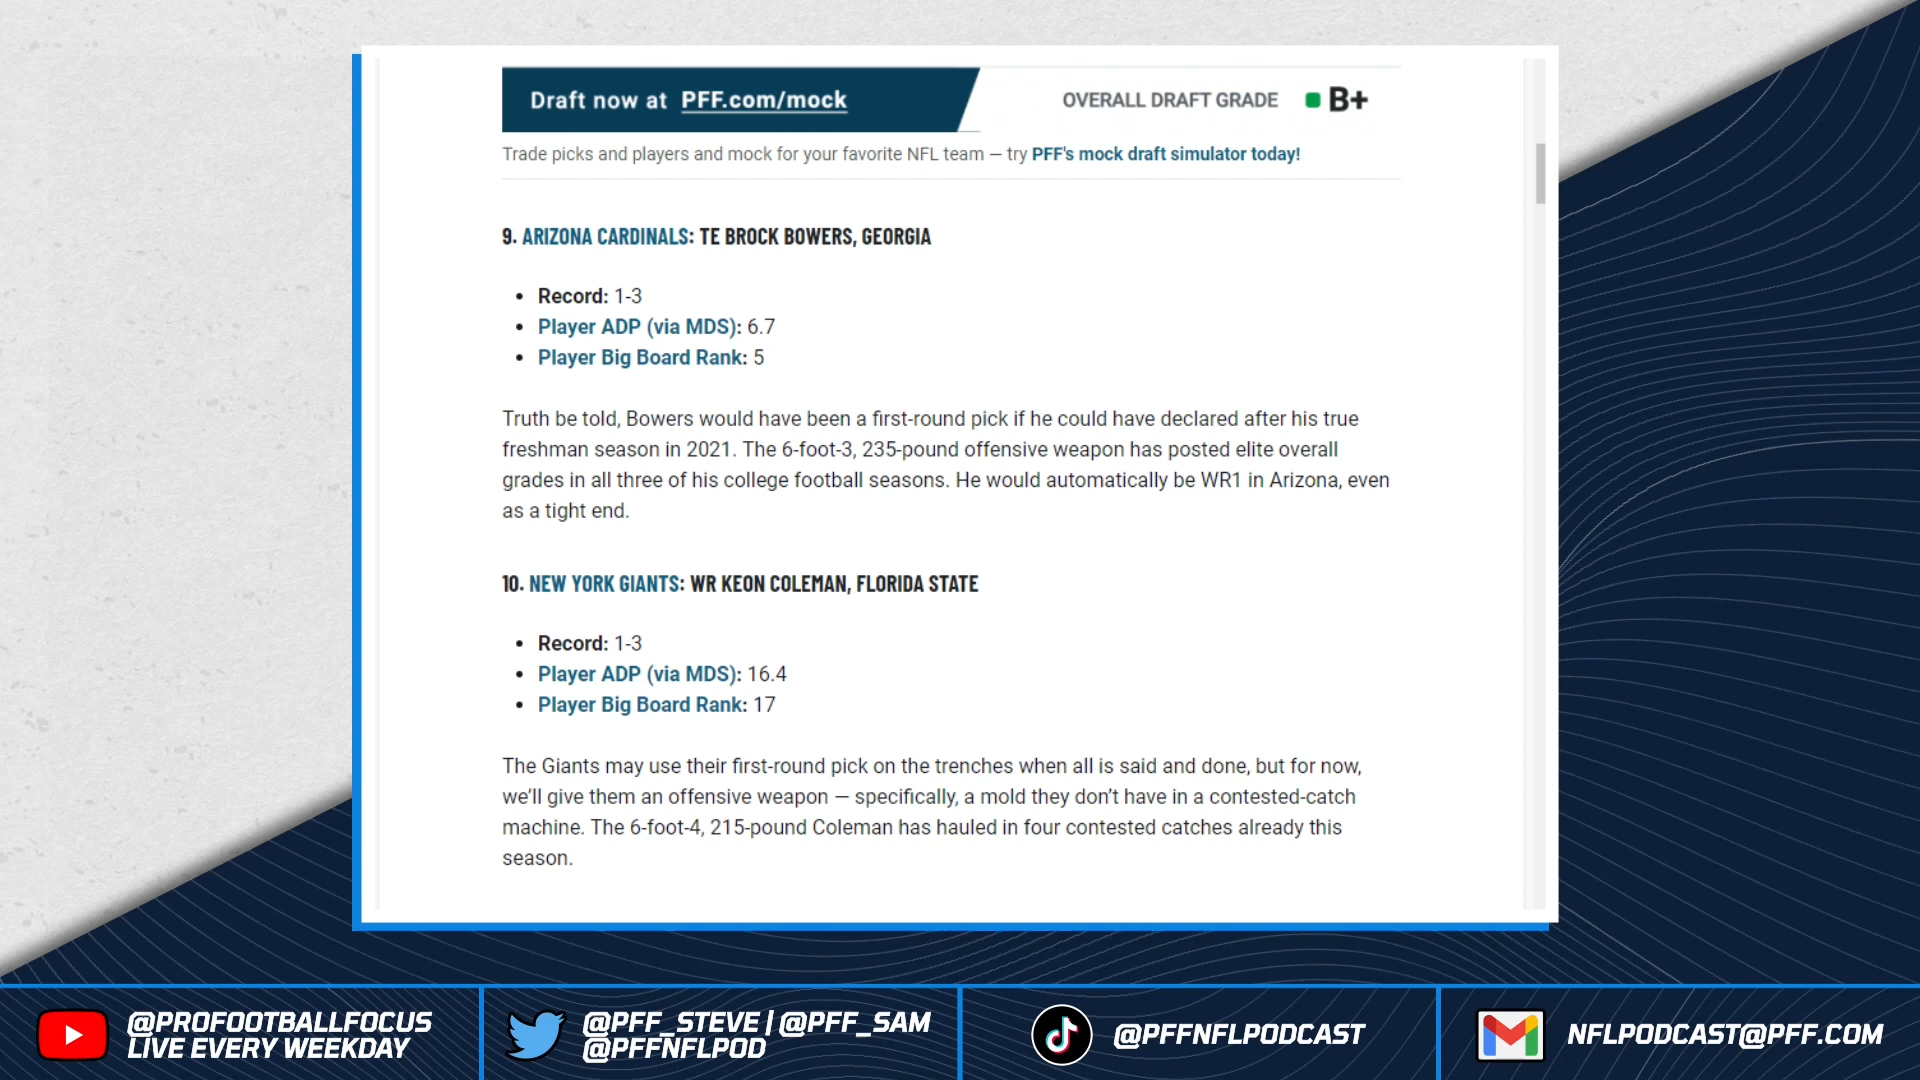 Draft now at PFF.com/mock
OVERALL DRAFT GRADE B+
Trade picks and players and mock for your favorite NFL team — try PFF's mock draft simulator today!
9. ARIZONA CARDINALS: TE BROCK BOWERS, GEORGIA
• Record: 1-3
• Player ADP (via MDS): 6.7
• Player Big Board Rank: 5
Truth be told, Bowers would have been a first-round pick if he could have declared after his true
freshman season in 2021. The 6-foot-3, 235-pound offensive weapon has posted elite overall
grades in all three of his college football seasons. He would automatically be WR1 in Arizona, even
as a tight end.
10. NEW YORK GIANTS: WR KEON COLEMAN, FLORIDA STATE
• Record: 1-3
• Player ADP (via MDS): 16.4
• Player Big Board Rank: 17
The Giants may use their first-round pick on the trenches when all is said and done, but for now,
we’ll give them an offensive weapon — specifically, a mold they don’t have in a contested-catch
machine. The 6-foot-4, 215-pound Coleman has hauled in four contested catches already this
season.
@PROFOOTBALLFOCUS
LIVE EVERY WEEKDAY
@PFF_STEVE | @PFF_SAM
@PFFNFLPOD
@PFFNFLPODCAST
NFLPODCAST@PFF.COM